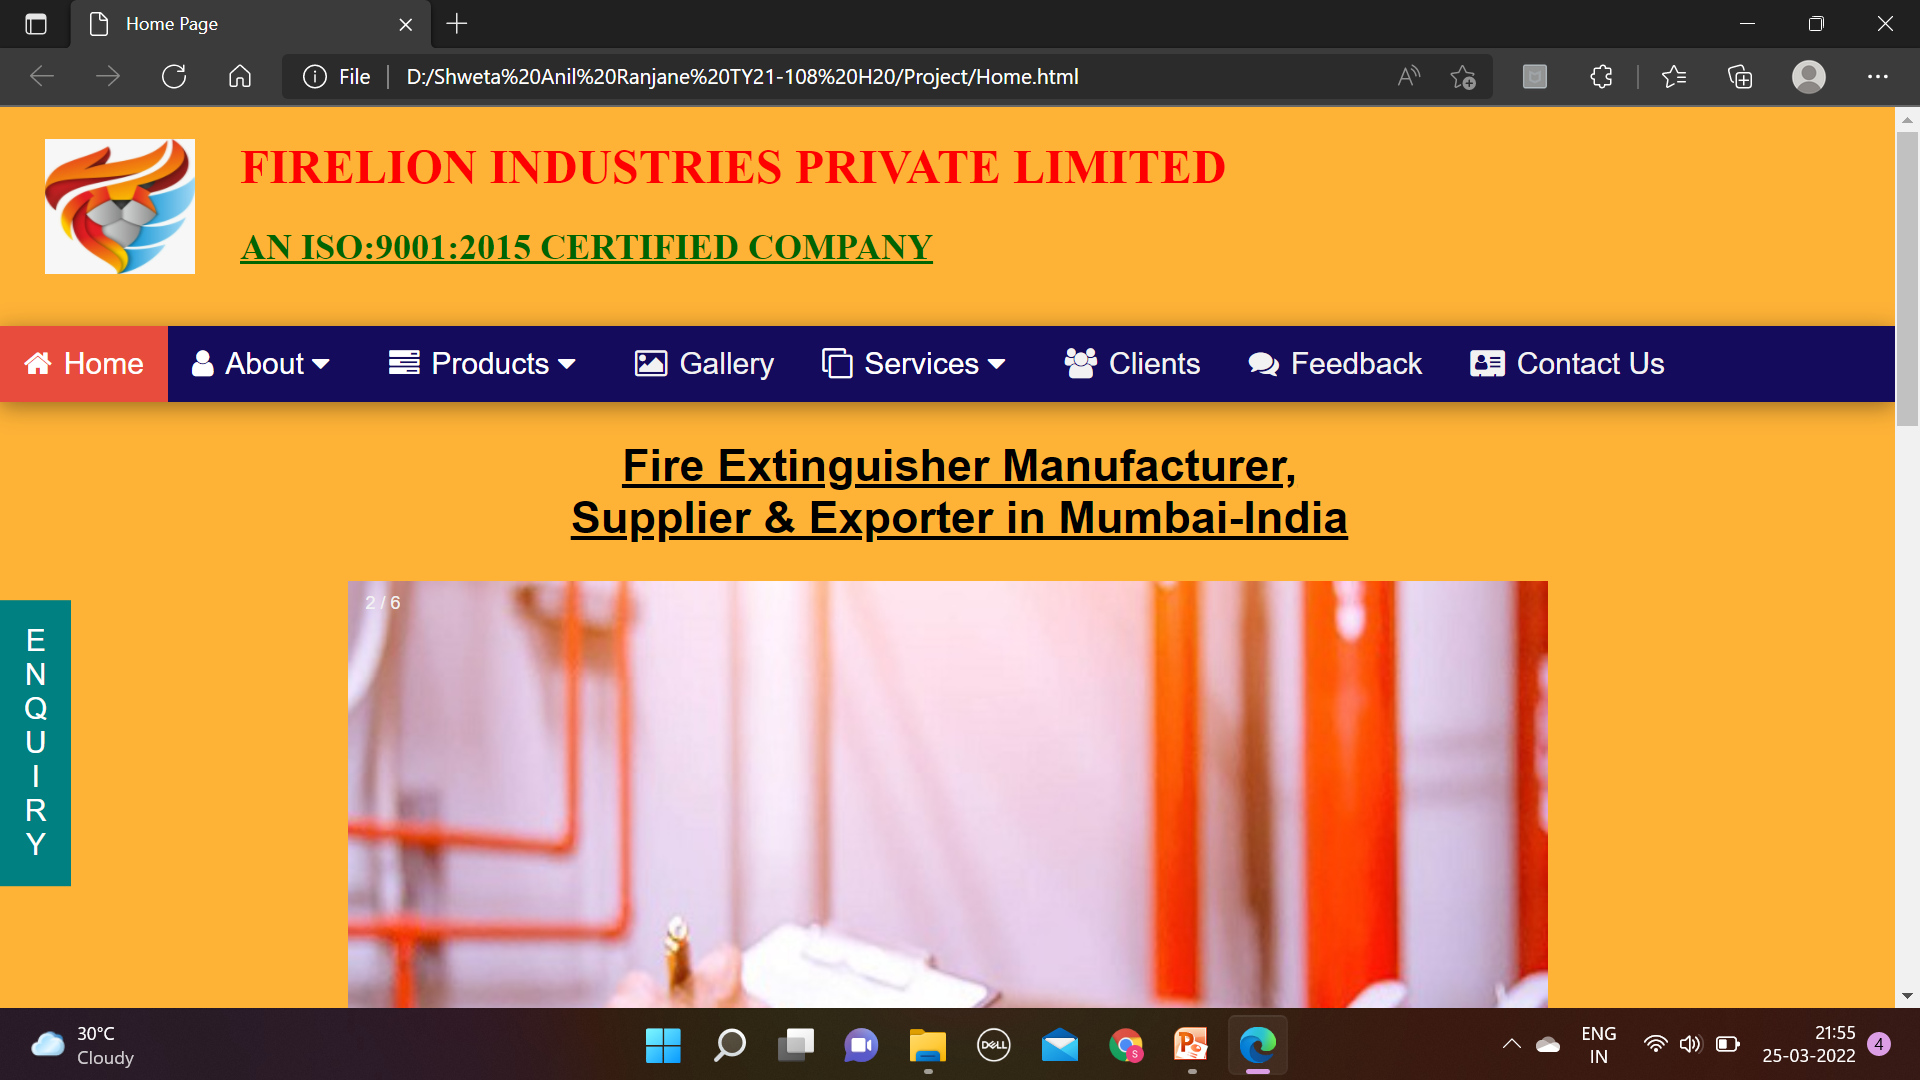 Home Page
File
D:/Shweta%20Anil%20Ranjane%20TY21-108%20H20/Project/Home.html
FIRELION INDUSTRIES PRIVATE LIMITED
AN ISO:9001:2015 CERTIFIED COMPANY
Home About Products Gallery Services Clients Feedback Contact Us
Fire Extinguisher Manufacturer,
Supplier & Exporter in Mumbai-India
2 / 6
E
N
Q
U
I
R
Y
30°C
Cloudy
DELL
S
ENG
IN
21:55
25-03-2022
4